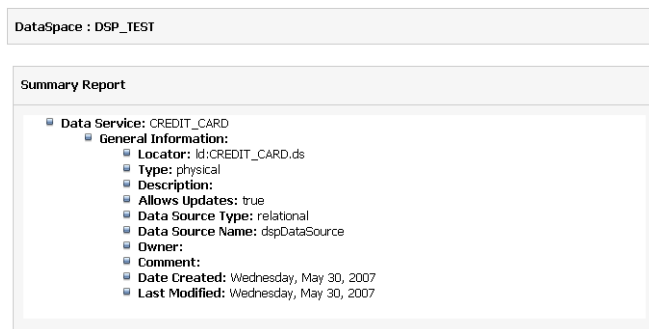 DataSpace : DSP_TEST
Summary Report
Data Service: CREDIT_CARD
General Information:
Locator: ld:CREDIT_CARD.ds
Type: physical
Description:
Allows Updates: true
Data Source Type: relational
Data Source Name: dspDataSource
Owner:
Comment:
Date Created: Wednesday, May 30, 2007
Last Modified: Wednesday, May 30, 2007